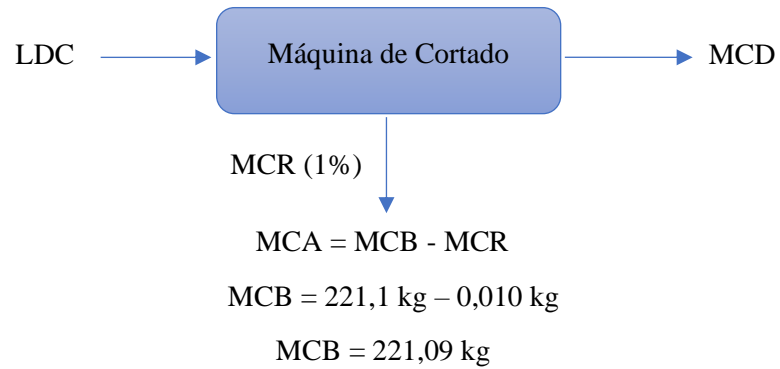 LDC
Máquina de Cortado
MCD
MCR (1%)
MCA = MCB - MCR
MCB = 221,1 kg – 0,010 kg
MCB = 221,09 kg